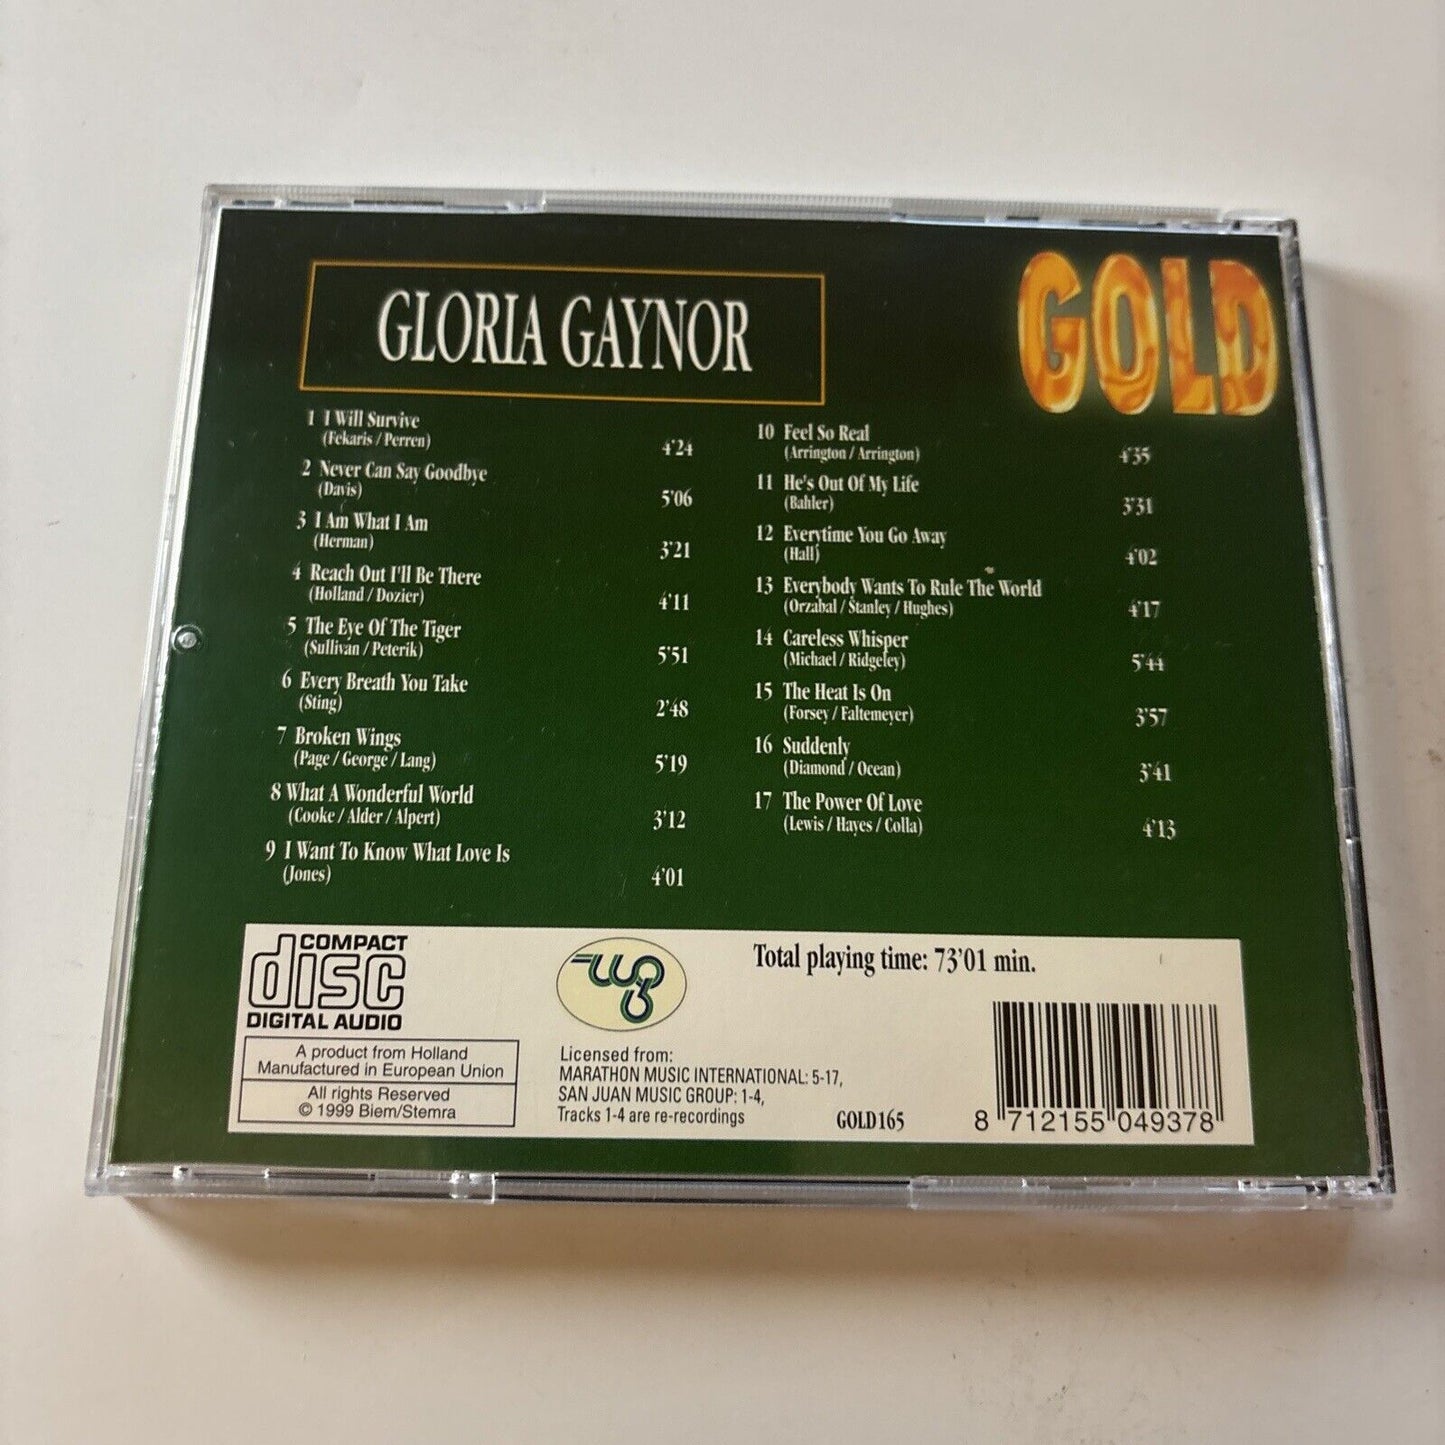 GLORIA GAYNOR
GOLD
1 I Will Survive
(Fekaris / Perren) 4'24
2 Never Can Say Goodbye
(Davis) 5'06
3 I Am What I Am
(Herman) 3'21
4 Reach Out I'll Be There
(Holland / Dozier) 4'11
5 The Eye Of The Tiger
(Sullivan / Peterik) 5'51
6 Every Breath You Take
(Sting) 2'48
7 Broken Wings
(Page / George / Lang) 5'19
8 What A Wonderful World
(Cooke / Alder / Alpert) 3'12
9 I Want To Know What Love Is
(Jones) 4'01
10 Feel So Real
(Arrington / Arrington) 4'35
11 He's Out Of My Life
(Bahler) 3'31
12 Everytime You Go Away
(Hall) 4'02
13 Everybody Wants To Rule The World
(Orzabal / Stanley / Hughes) 4'17
14 Careless Whisper
(Michael / Ridgeley) 5'44
15 The Heat Is On
(Forsey / Faltemeyer) 3'57
16 Suddenly
(Diamond / Ocean) 3'41
17 The Power Of Love
(Lewis / Hayes / Colla) 4'13
COMPACT
disc
DIGITAL AUDIO
A product from Holland
Manufactured in European Union
All rights Reserved
© 1999 Biem/Stemra
Licensed from:
MARATHON MUSIC INTERNATIONAL: 5-17,
SAN JUAN MUSIC GROUP: 1-4,
Tracks 1-4 are re-recordings
Total playing time: 73'01 min.
GOLD165
8 712155 049378